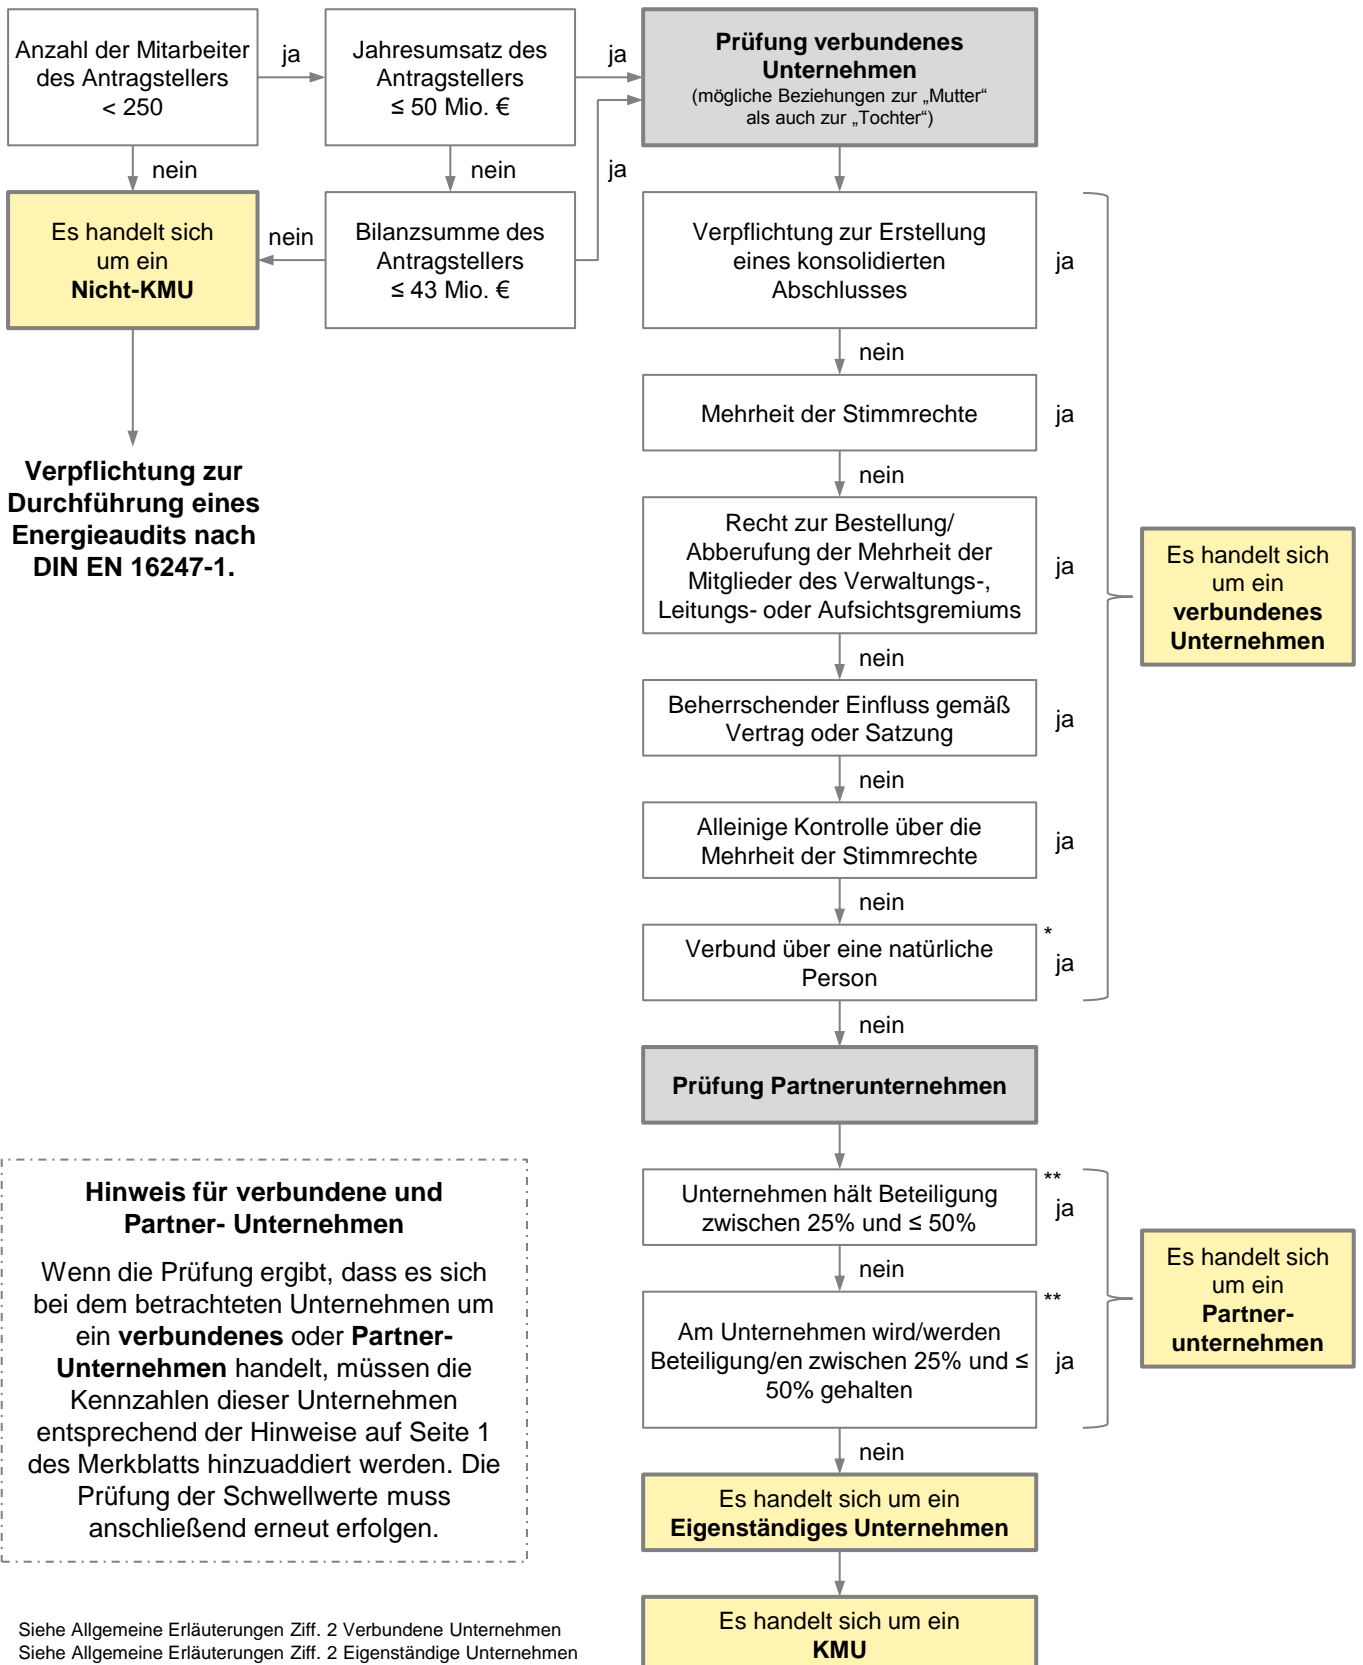 Anzahl der Mitarbeiter
des Antragstellers
< 250
ja
Jahresumsatz des
Antragstellers
≤ 50 Mio. €
ja
Prüfung verbundenes
Unternehmen
(mögliche Beziehungen zur „Mutter“
als auch zur „Tochter“)
nein
nein
ja
Es handelt sich
um ein
Nicht-KMU
nein
Bilanzsumme des
Antragstellers
≤ 43 Mio. €
Verpflichtung zur Erstellung
eines konsolidierten
Abschlusses
ja
nein
Mehrheit der Stimmrechte
ja
Verpflichtung zur
Durchführung eines
Energieaudits nach
DIN EN 16247-1.
nein
Recht zur Bestellung/
Abberufung der Mehrheit der
Mitglieder des Verwaltungs-,
Leitungs- oder Aufsichtsgremiums
ja
Es handelt sich
um ein
verbundenes
Unternehmen
nein
Beherrschender Einfluss gemäß
Vertrag oder Satzung
ja
nein
Alleinige Kontrolle über die
Mehrheit der Stimmrechte
ja
nein
Verbund über eine natürliche
Person
*
ja
nein
Prüfung Partnerunternehmen
Unternehmen hält Beteiligung
zwischen 25% und ≤ 50%
**
ja
nein
Am Unternehmen wird/werden
Beteiligung/en zwischen 25% und ≤
50% gehalten
**
ja
Es handelt sich
um ein
Partner-
unternehmen
nein
Hinweis für verbundene und
Partner- Unternehmen
Wenn die Prüfung ergibt, dass es sich
bei dem betrachteten Unternehmen um
ein verbundenes oder Partner-
Unternehmen handelt, müssen die
Kennzahlen dieser Unternehmen
entsprechend der Hinweise auf Seite 1
des Merkblatts hinzuaddiert werden. Die
Prüfung der Schwellwerte muss
anschließend erneut erfolgen.
Es handelt sich um ein
Eigenständiges Unternehmen
Es handelt sich um ein
KMU
Siehe Allgemeine Erläuterungen Ziff. 2 Verbundene Unternehmen
Siehe Allgemeine Erläuterungen Ziff. 2 Eigenständige Unternehmen